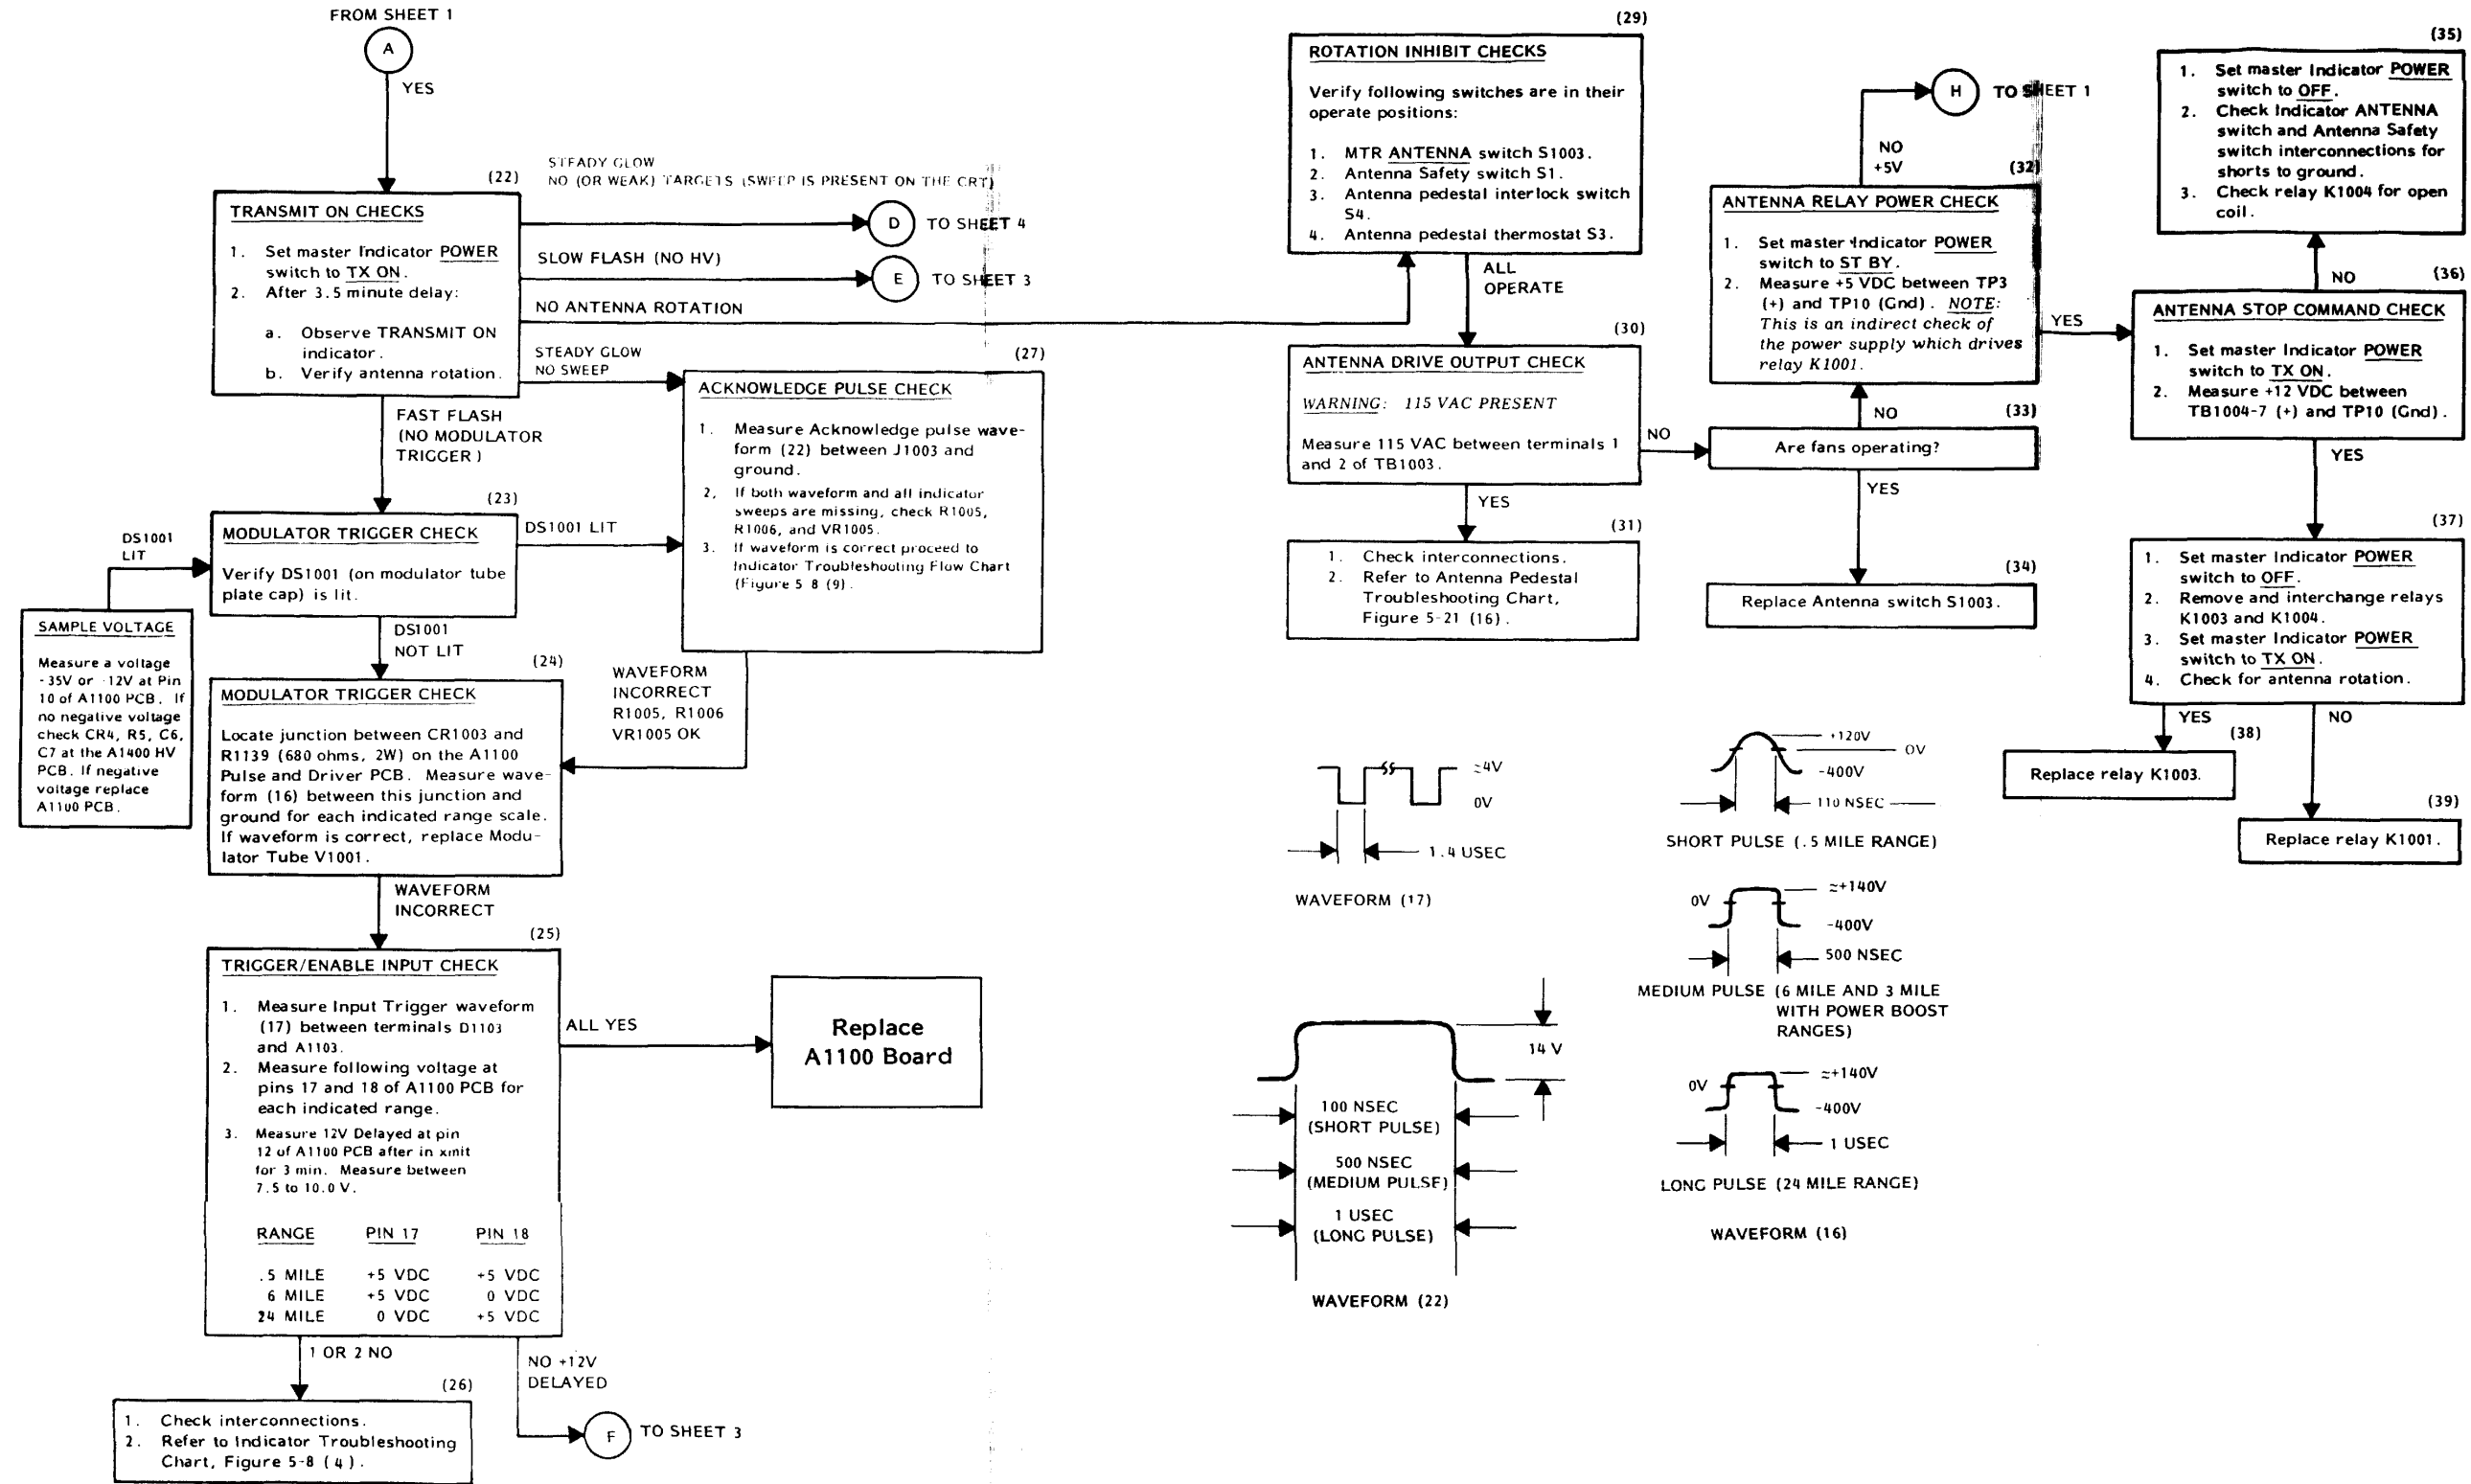 FROM SHEET 1
A
YES
(22)
TRANSMIT ON CHECKS
1. Set master Indicator POWER
switch to TX ON.
2. After 3.5 minute delay:
a. Observe TRANSMIT ON
indicator.
b. Verify antenna rotation.
STEADY GLOW
NO (OR WEAK) TARGETS (SWEEP IS PRESENT ON THE CRT)
D
TO SHEET 4
SLOW FLASH (NO HV)
E
TO SHEET 3
NO ANTENNA ROTATION
STEADY GLOW
NO SWEEP
FAST FLASH
(NO MODULATOR
TRIGGER)
(27)
ACKNOWLEDGE PULSE CHECK
1. Measure Acknowledge pulse wave-
form (22) between J1003 and
ground.
2, If both waveform and all indicator
sweeps are missing, check R1005,
R1006, and VR1005.
3. If waveform is correct proceed to
Indicator Troubleshooting Flow Chart
(Figure 5 8 (9).
(23)
MODULATOR TRIGGER CHECK
Verify DS1001 (on modulator tube
plate cap) is lit.
DS1001 LIT
DS1001
LIT
SAMPLE VOLTAGE
Measure a voltage
-35V or -12V at Pin
10 of A1100 PCB. If
no negative voltage
check CR4, R5, C6,
C7 at the A1400 HV
PCB. If negative
voltage replace
A1100 PCB.
DS1001
NOT LIT
(24)
MODULATOR TRIGGER CHECK
Locate junction between CR1003 and
R1139 (680 ohms, 2W) on the A1100
Pulse and Driver PCB. Measure wave-
form (16) between this junction and
ground for each indicated range scale.
If waveform is correct, replace Modu-
lator Tube V1001.
WAVEFORM
INCORRECT
R1005, R1006
VR1005 OK
WAVEFORM
INCORRECT
(25)
TRIGGER/ENABLE INPUT CHECK
1. Measure Input Trigger waveform
(17) between terminals D1103
and A1103.
2. Measure following voltage at
pins 17 and 18 of A1100 PCB for
each indicated range.
3. Measure 12V Delayed at pin
12 of A1100 PCB after in xmit
for 3 min. Measure between
7.5 to 10.0 V.
RANGE PIN 17 PIN 18
.5 MILE +5 VDC +5 VDC
6 MILE +5 VDC 0 VDC
24 MILE 0 VDC +5 VDC
ALL YES
Replace
A1100 Board
1 OR 2 NO
NO +12V
DELAYED
F
TO SHEET 3
(26)
1. Check interconnections.
2. Refer to Indicator Troubleshooting
Chart, Figure 5-8 (4).
(29)
ROTATION INHIBIT CHECKS
Verify following switches are in their
operate positions:
1. MTR ANTENNA switch S1003.
2. Antenna Safety switch S1.
3. Antenna pedestal interlock switch
S4.
4. Antenna pedestal thermostat S3.
ALL
OPERATE
(30)
ANTENNA DRIVE OUTPUT CHECK
WARNING: 115 VAC PRESENT
Measure 115 VAC between terminals 1
and 2 of TB1003.
NO
YES
(31)
1. Check interconnections.
2. Refer to Antenna Pedestal
Troubleshooting Chart,
Figure 5-21 (16).
H
TO SHEET 1
NO
+5V
(32)
ANTENNA RELAY POWER CHECK
1. Set master Indicator POWER
switch to ST BY.
2. Measure +5 VDC between TP3
(+) and TP10 (Gnd). NOTE:
This is an indirect check of
the power supply which drives
relay K1001.
YES
NO
(33)
Are fans operating?
YES
(34)
Replace Antenna switch S1003.
(35)
1. Set master Indicator POWER
switch to OFF.
2. Check Indicator ANTENNA
switch and Antenna Safety
switch interconnections for
shorts to ground.
3. Check relay K1004 for open
coil.
NO
(36)
ANTENNA STOP COMMAND CHECK
1. Set master Indicator POWER
switch to TX ON.
2. Measure +12 VDC between
TB1004-7 (+) and TP10 (Gnd).
YES
(37)
1. Set master Indicator POWER
switch to OFF.
2. Remove and interchange relays
K1003 and K1004.
3. Set master Indicator POWER
switch to TX ON.
4. Check for antenna rotation.
YES
NO
(38)
Replace relay K1003.
(39)
Replace relay K1001.
≈4V
0V
1.4 USEC
WAVEFORM (17)
+120V
0V
-400V
110 NSEC
SHORT PULSE (.5 MILE RANGE)
≈+140V
0V
-400V
500 NSEC
MEDIUM PULSE (6 MILE AND 3 MILE
WITH POWER BOOST
RANGES)
≈+140V
0V
-400V
1 USEC
LONG PULSE (24 MILE RANGE)
WAVEFORM (16)
14 V
100 NSEC
(SHORT PULSE)
500 NSEC
(MEDIUM PULSE)
1 USEC
(LONG PULSE)
WAVEFORM (22)